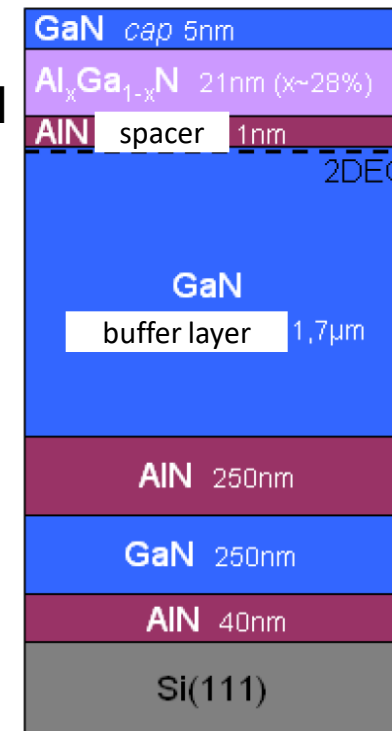 GaN cap 5nm
AlxGa1-xN 21nm (x~28%)
AlN spacer 1nm
2DEG
GaN
buffer layer 1,7µm
AlN 250nm
GaN 250nm
AlN 40nm
Si(111)